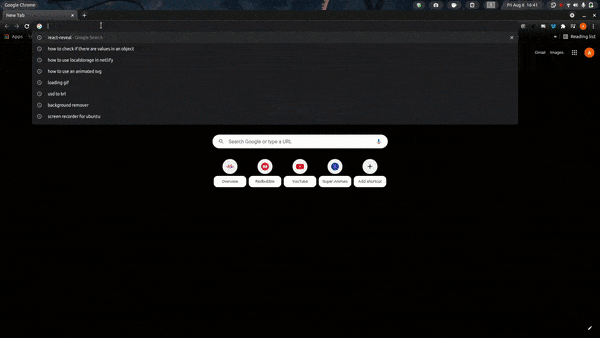 Google Chrome
Fri Aug 6 16:41
New Tab
Apps
Reading list
react-reveal - Google Search
how to check if there are values in an object
how to use localstorage in netlify
how to use an animated svg
loading gif
usd to brl
background remover
screen recorder for ubuntu
Gmail Images
Search Google or type a URL
Overview Redbubble YouTube Super Animes Add shortcut